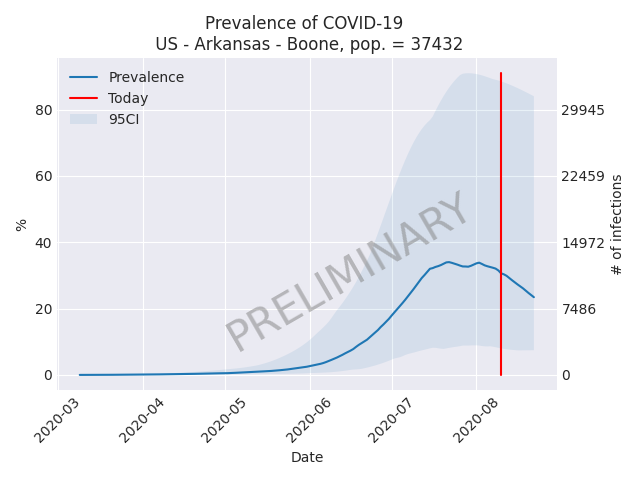 Prevalence of COVID-19
US - Arkansas - Boone, pop. = 37432
Prevalence
Today
95CI
PRELIMINARY
%
80
60
40
20
0
# of infections
29945
22459
14972
7486
0
2020-03
2020-04
2020-05
2020-06
2020-07
2020-08
Date